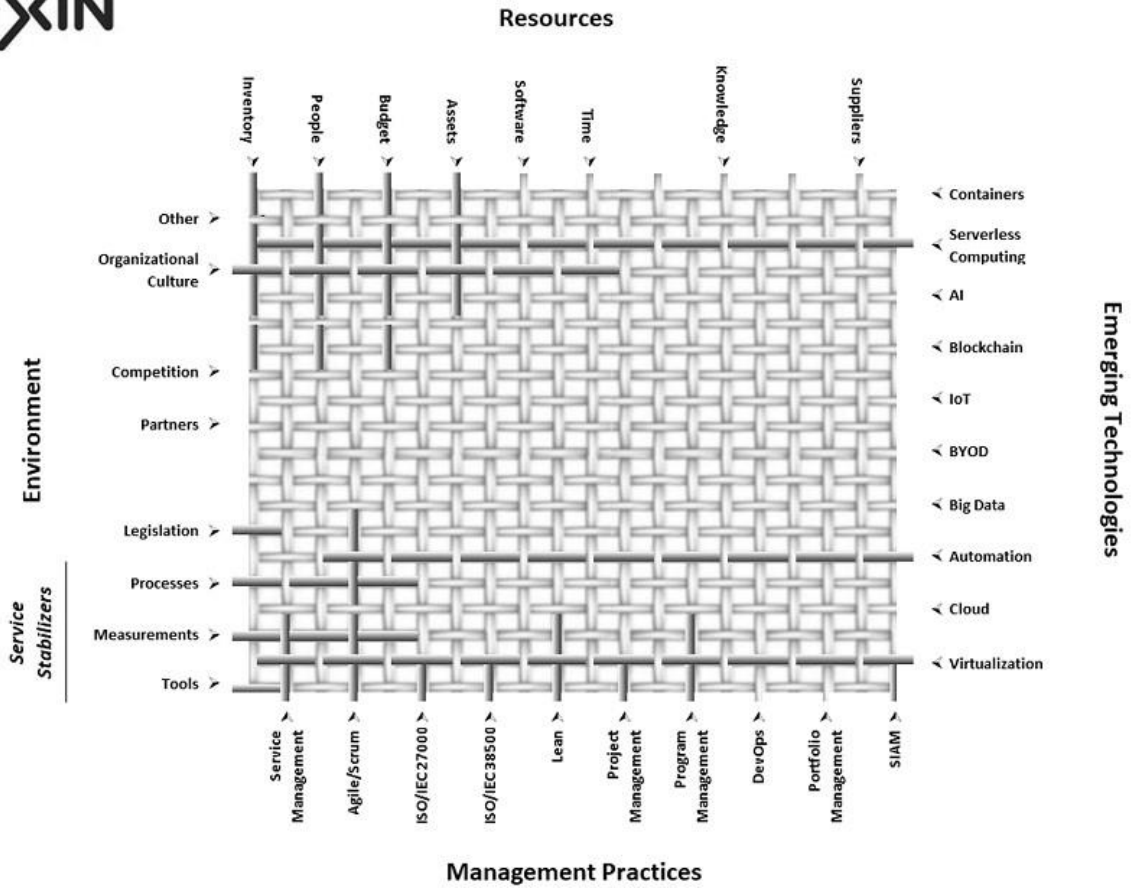 XIN
Resources
Inventory
People
Budget
Assets
Software
Time
Knowledge
Suppliers
Other
Organizational
Culture
Competition
Partners
Legislation
Processes
Measurements
Tools
Environment
Service
Stabilizers
Containers
Serverless
Computing
AI
Blockchain
IoT
BYOD
Big Data
Automation
Cloud
Virtualization
Emerging Technologies
Service
Management
Agile/Scrum
ISO/IEC27000
ISO/IEC38500
Lean
Project
Management
Program
Management
DevOps
Portfolio
Management
SIAM
Management Practices